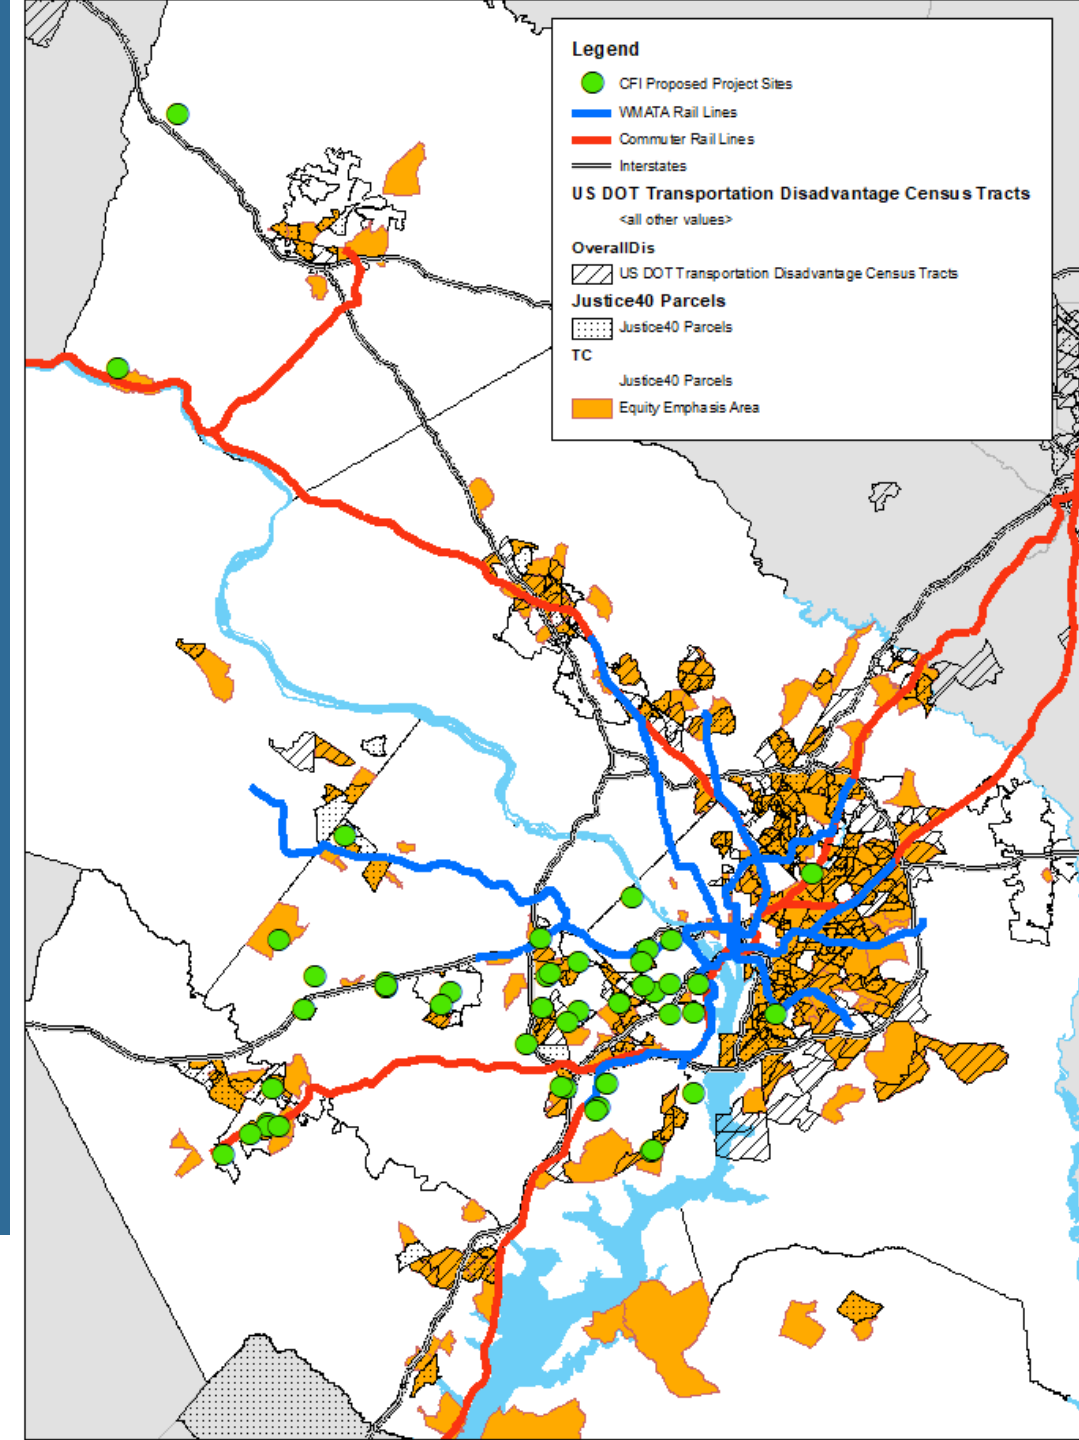 Legend
CFI Proposed Project Sites
WMATA Rail Lines
Commuter Rail Lines
Interstates
US DOT Transportation Disadvantage Census Tracts
<all other values>
OverallDis
US DOT Transportation Disadvantage Census Tracts
Justice40 Parcels
Justice40 Parcels
TC
Justice40 Parcels
Equity Emphasis Area